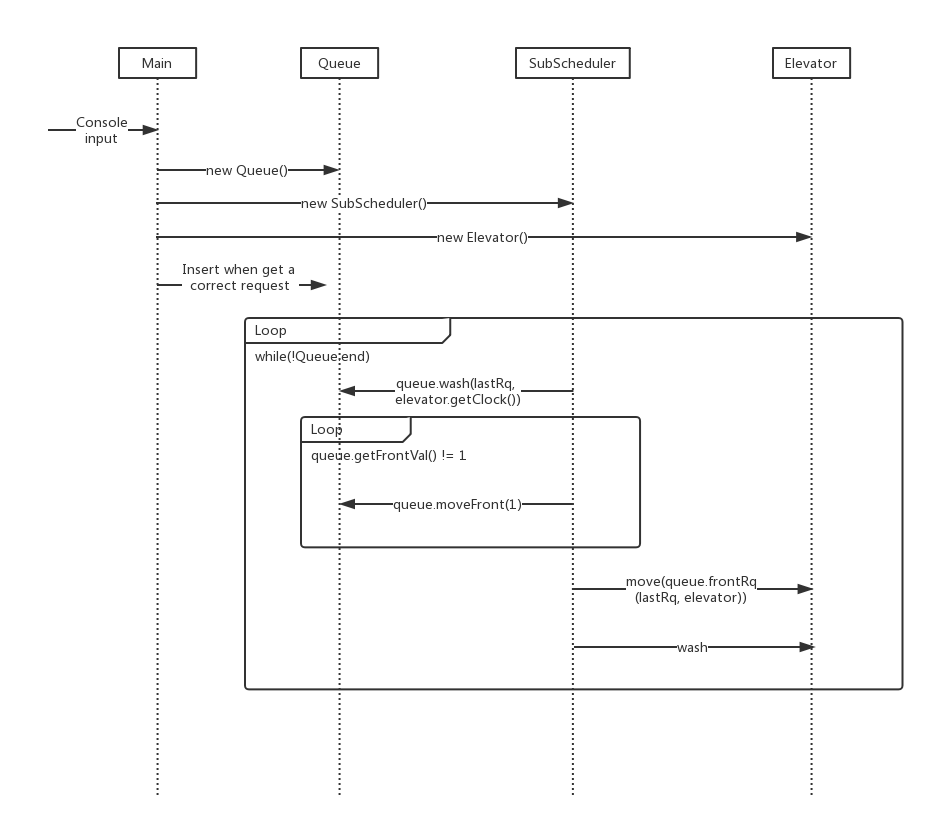 Main
Queue
SubScheduler
Elevator
Console
input
new Queue()
new SubScheduler()
new Elevator()
Insert when get a
correct request
Loop
while(!Queue.end)
queue.wash(lastRq,
elevator.getClock())
Loop
queue.getFrontVal() != 1
queue.moveFront(1)
move(queue.frontRq
(lastRq, elevator))
wash